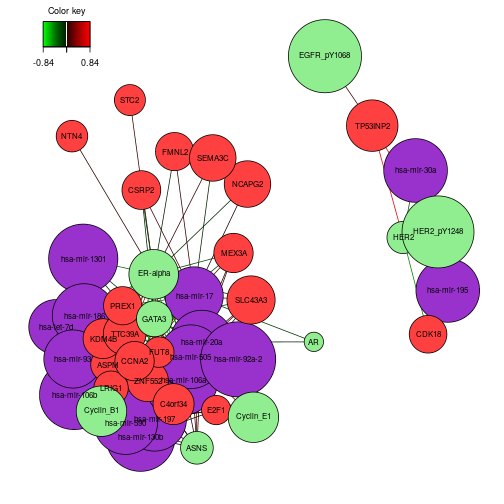 Color key
-0.84 0.84
EGFR_pY1068
STC2
TP53INP2
NTN4
FMNL2
SEMA3C
hsa-mir-30a
NCAPG2
CSRP2
HER2_pY1248
HER2
MEX3A
hsa-mir-1301
ER-alpha
hsa-mir-195
hsa-mir-17
SLC43A3
PREX1
hsa-mir-186
GATA3
hsa-let-7d
TTC39A
CDK18
KDM4B
hsa-mir-20a
AR
FUT8
hsa-mir-93
hsa-mir-505
hsa-mir-92a-2
CCNA2
ASPM
ZNF552
hsa-mir-106a
LRIG1
hsa-mir-106b
C4orf34
Cyclin_B1
E2F1
Cyclin_E1
hsa-mir-197
hsa-mir-130b
ASNS